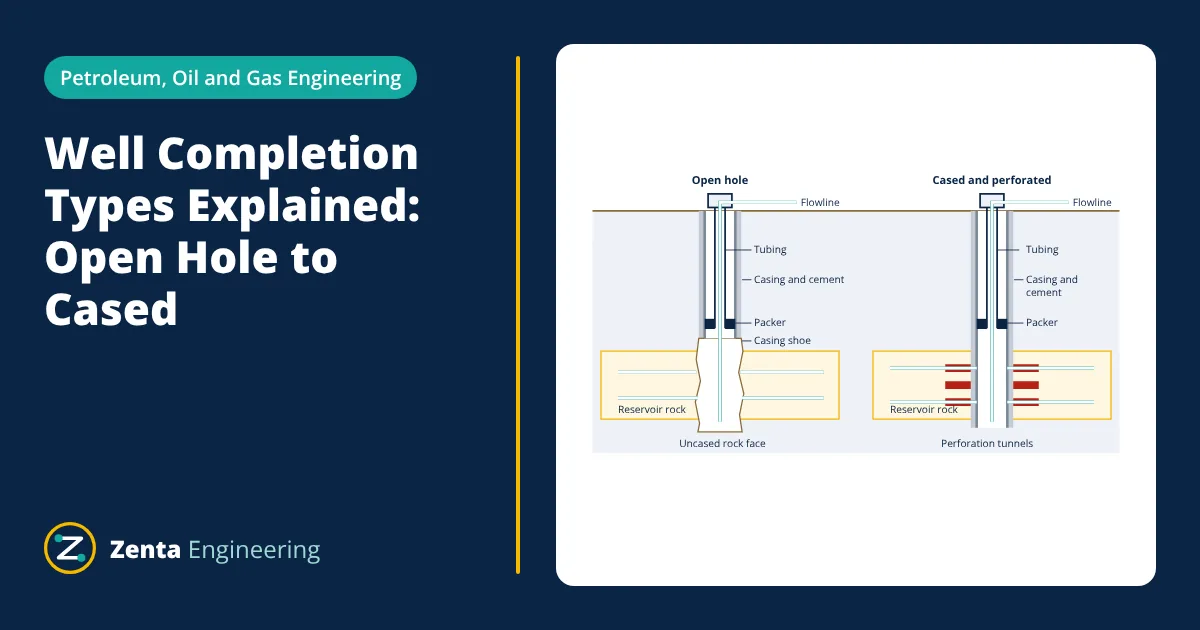 Petroleum, Oil and Gas Engineering
Well Completion
Types Explained:
Open Hole to
Cased
Zenta Engineering
Open hole
Flowline
Tubing
Casing and cement
Packer
Casing shoe
Reservoir rock
Uncased rock face
Cased and perforated
Flowline
Tubing
Casing and
cement
Packer
Reservoir rock
Perforation tunnels